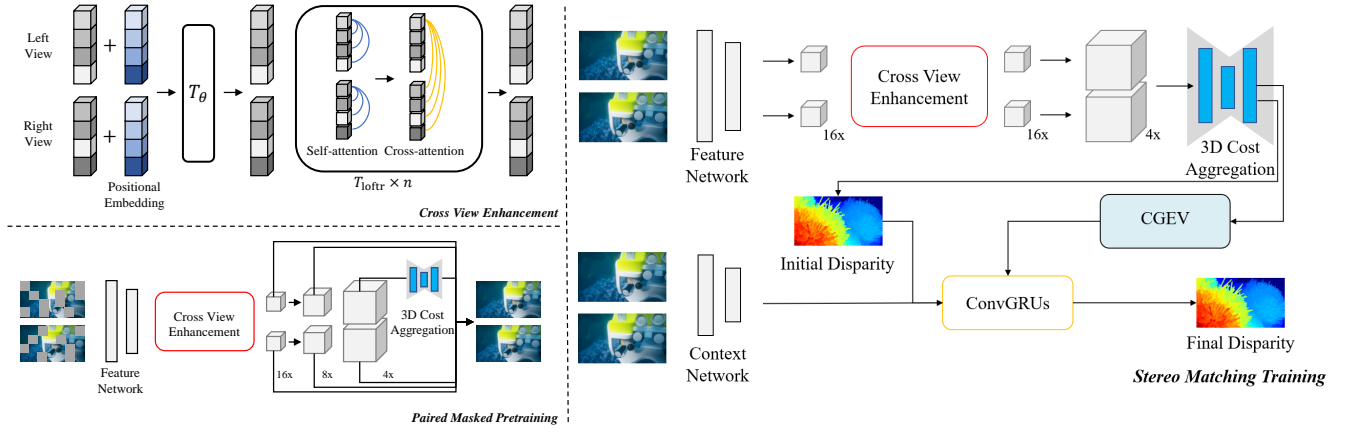 Left
View
+
Right
View
+
Positional
Embedding
T_θ
Self-attention
Cross-attention
T_loftr × n
Cross View Enhancement
Feature
Network
Cross View
Enhancement
16x
8x
4x
3D Cost
Aggregation
Paired Masked Pretraining
Feature
Network
16x
Cross View
Enhancement
16x
4x
3D Cost
Aggregation
CGEV
Initial Disparity
ConvGRUs
Final Disparity
Context
Network
Stereo Matching Training